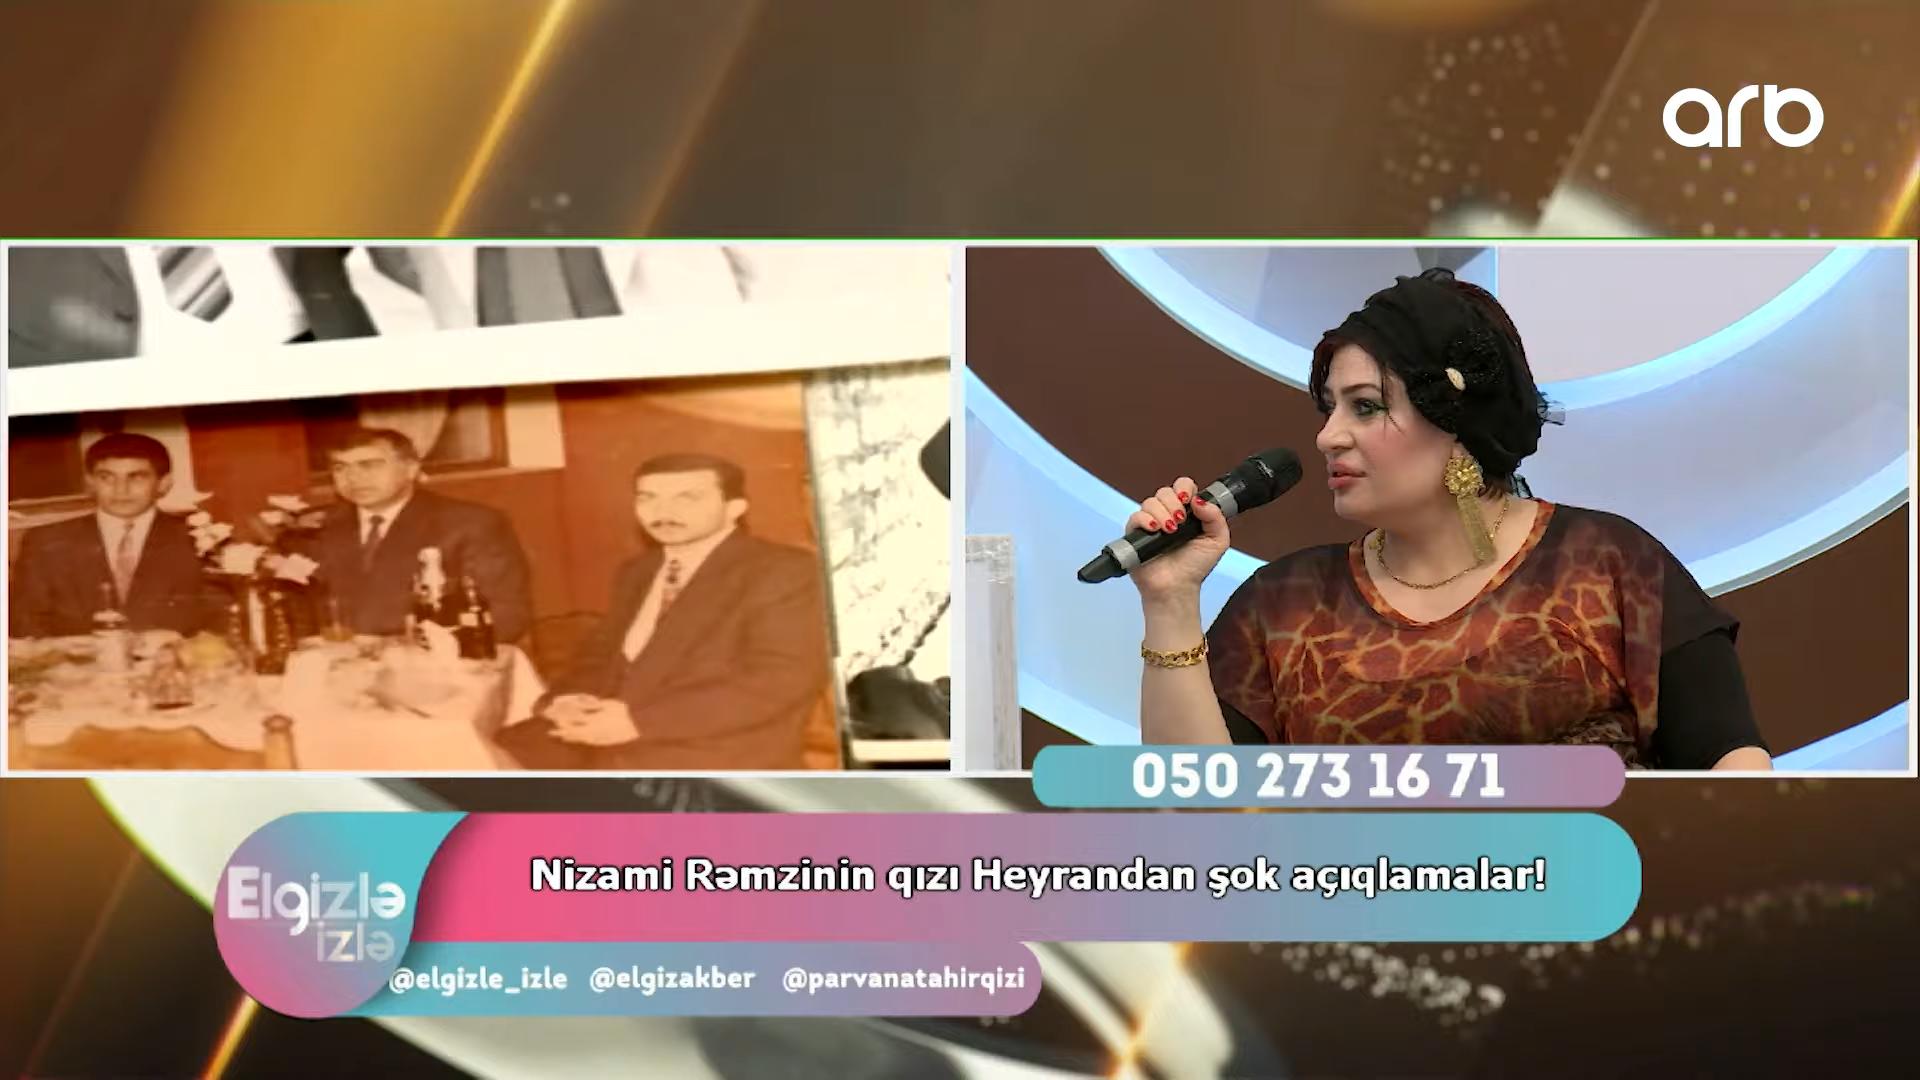 arb
050 273 16 71
Nizami Rəmzinin qızı Heyrandan şok açıqlamalar!
Elgizlə
izlə
@elgizle_izle @elgizakber @parvanatahirqizi